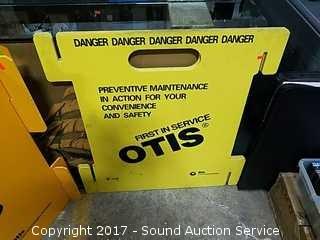 DANGER DANGER DANGER DANGER DANGER
PREVENTIVE MAINTENANCE
IN ACTION FOR YOUR
CONVENIENCE
AND SAFETY
FIRST IN SERVICE
OTIS®
Copyright 2017 - Sound Auction Service